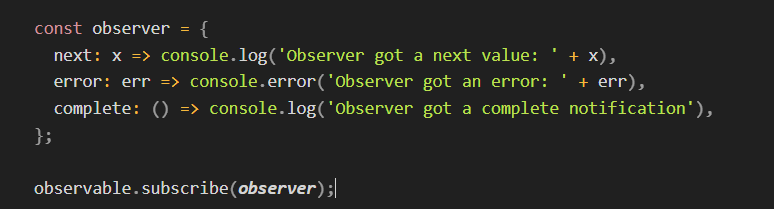 const observer = {
  next: x => console.log('Observer got a next value: ' + x),
  error: err => console.error('Observer got an error: ' + err),
  complete: () => console.log('Observer got a complete notification'),
};

observable.subscribe(observer);